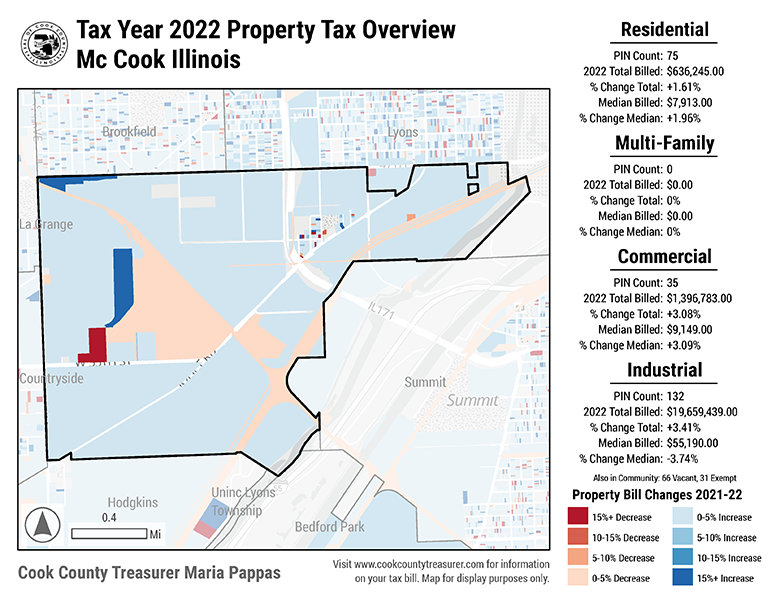 Tax Year 2022 Property Tax Overview
Mc Cook Illinois
Brookfield
Lyons
La Grange
IL171
Countryside
Summit
Summit
Hodgkins
Uninc Lyons
Township
Bedford Park
0.4
Mi
Cook County Treasurer Maria Pappas
Visit www.cookcountytreasurer.com for information
on your tax bill. Map for display purposes only.
Residential
PIN Count: 75
2022 Total Billed: $636,245.00
% Change Total: +1.61%
Median Billed: $7,913.00
% Change Median: +1.96%
Multi-Family
PIN Count: 0
2022 Total Billed: $0.00
% Change Total: 0%
Median Billed: $0.00
% Change Median: 0%
Commercial
PIN Count: 35
2022 Total Billed: $1,396,783.00
% Change Total: +3.08%
Median Billed: $9,149.00
% Change Median: +3.09%
Industrial
PIN Count: 132
2022 Total Billed: $19,659,439.00
% Change Total: +3.41%
Median Billed: $55,190.00
% Change Median: -3.74%
Also in Community: 66 Vacant, 31 Exempt
Property Bill Changes 2021-22
15%+ Decrease
0-5% Increase
10-15% Decrease
5-10% Increase
5-10% Decrease
10-15% Increase
0-5% Decrease
15%+ Increase